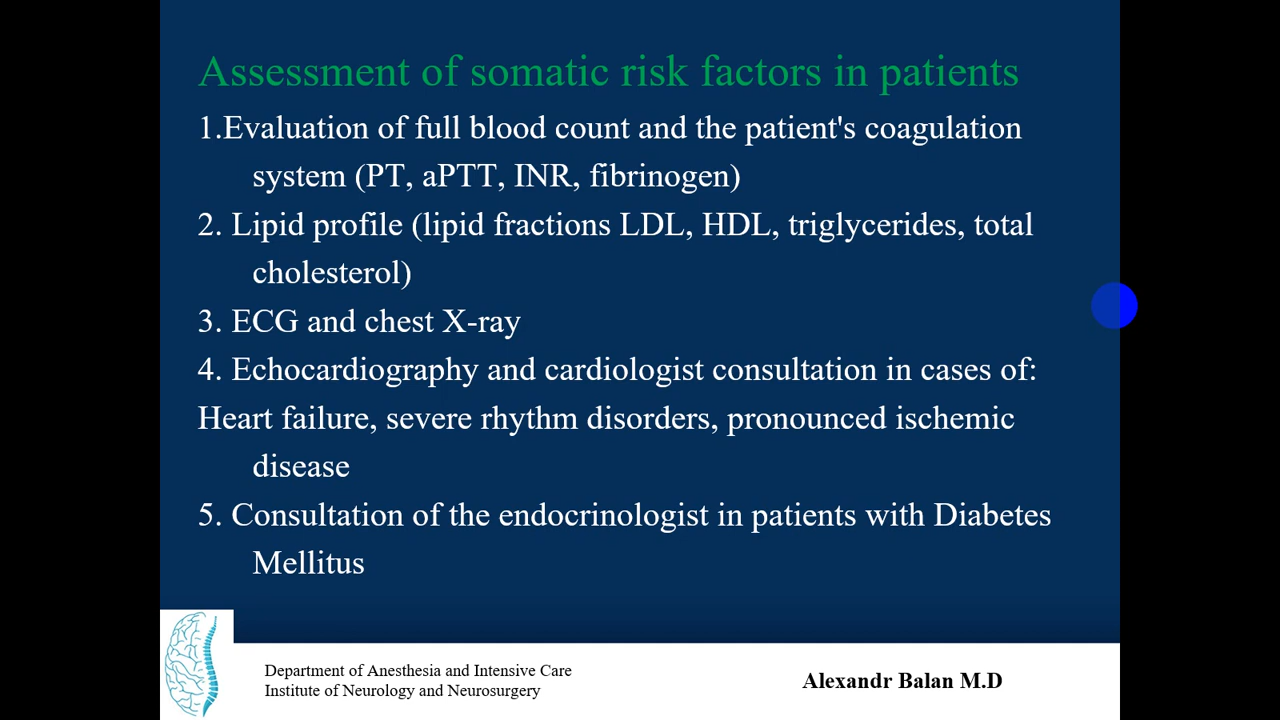 Assessment of somatic risk factors in patients
1.Evaluation of full blood count and the patient's coagulation
system (PT, aPTT, INR, fibrinogen)
2. Lipid profile (lipid fractions LDL, HDL, triglycerides, total
cholesterol)
3. ECG and chest X-ray
4. Echocardiography and cardiologist consultation in cases of:
Heart failure, severe rhythm disorders, pronounced ischemic
disease
5. Consultation of the endocrinologist in patients with Diabetes
Mellitus
Department of Anesthesia and Intensive Care
Institute of Neurology and Neurosurgery
Alexandr Balan M.D